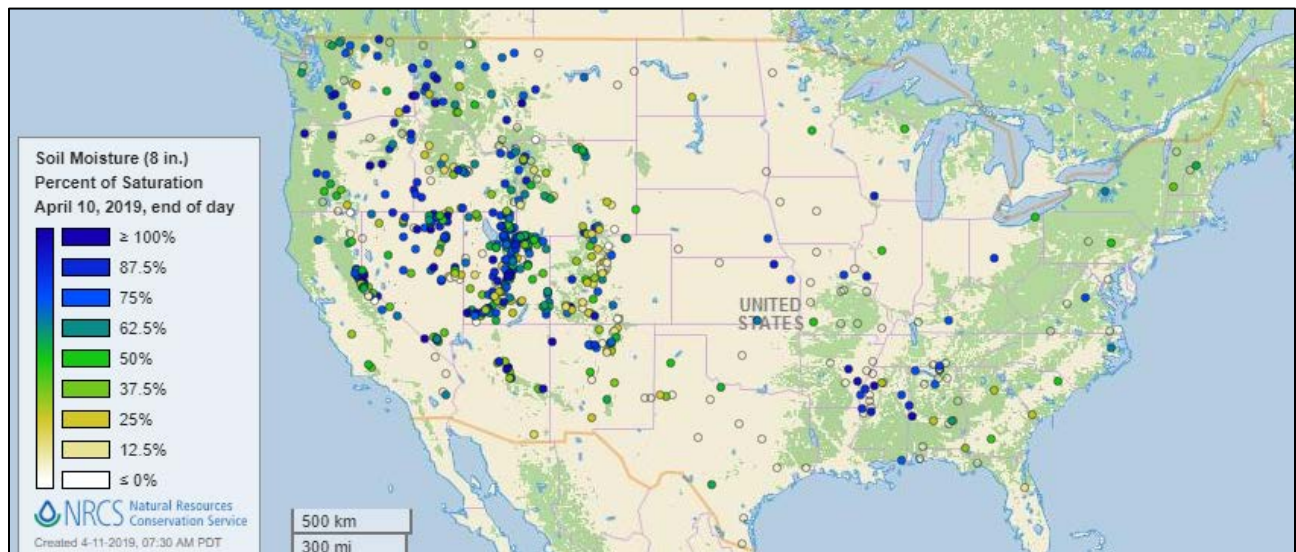 Soil Moisture (8 in.)
Percent of Saturation
April 10, 2019, end of day
≥ 100%
87.5%
75%
62.5%
50%
37.5%
25%
12.5%
≤ 0%
NRCS Natural Resources
Conservation Service
Created 4-11-2019, 07:30 AM PDT
UNITED
STATES
500 km
300 mi